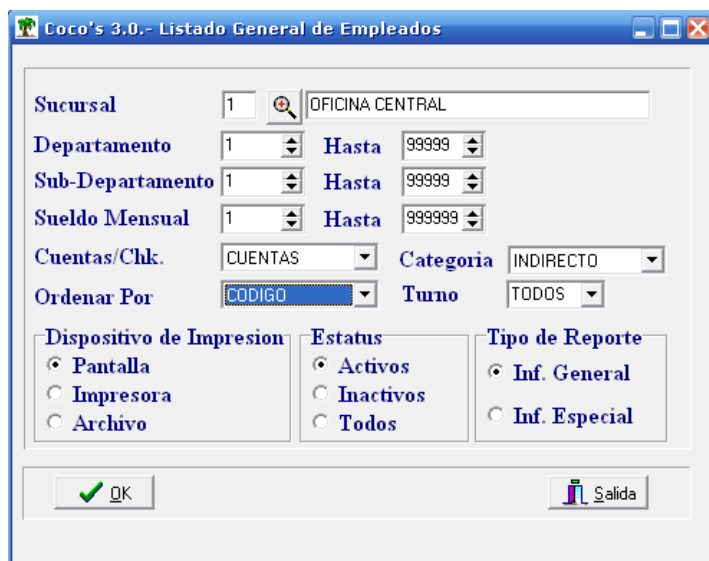 Coco's 3.0.- Listado General de Empleados
Sucursal 1 OFICINA CENTRAL
Departamento 1 Hasta 99999
Sub-Departamento 1 Hasta 99999
Sueldo Mensual 1 Hasta 999999
Cuentas/Chk. CUENTAS Categoria INDIRECTO
Ordenar Por CODIGO Turno TODOS
Dispositivo de Impresion Estatus Tipo de Reporte
Pantalla Activos Inf. General
Impresora Inactivos
Archivo Todos Inf. Especial
OK Salida